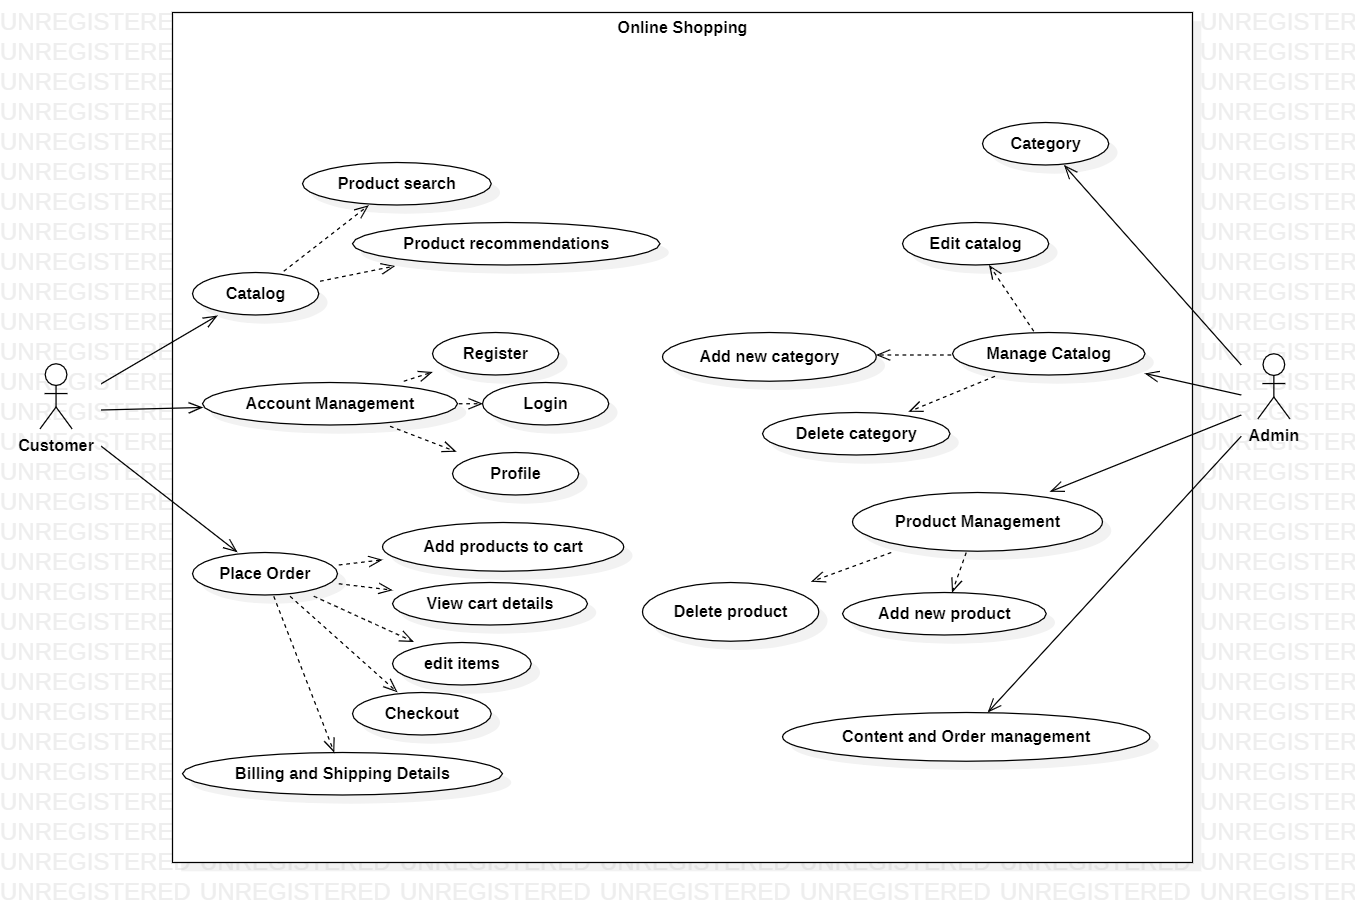 Online Shopping
Category
Product search
Product recommendations
Edit catalog
Catalog
Register
Add new category
Manage Catalog
Account Management
Login
Delete category
Customer
Admin
Profile
Product Management
Add products to cart
Place Order
View cart details
Delete product
Add new product
edit items
Checkout
Content and Order management
Billing and Shipping Details
UNREGISTERED UNREGISTERED UNREGISTERED UNREGISTERED UNREGISTERED UNREGISTERED UNREGISTER